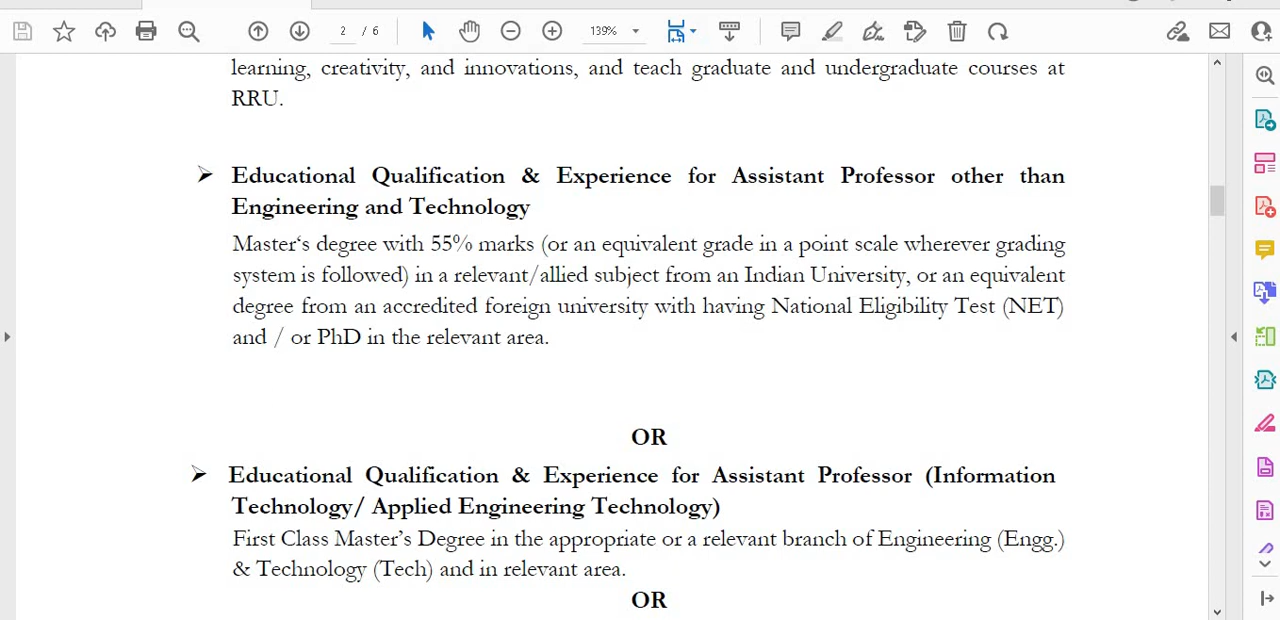 2 / 6
139%
learning, creativity, and innovations, and teach graduate and undergraduate courses at
RRU.
Educational Qualification & Experience for Assistant Professor other than
Engineering and Technology
Master‘s degree with 55% marks (or an equivalent grade in a point scale wherever grading
system is followed) in a relevant/allied subject from an Indian University, or an equivalent
degree from an accredited foreign university with having National Eligibility Test (NET)
and / or PhD in the relevant area.
OR
Educational Qualification & Experience for Assistant Professor (Information
Technology/ Applied Engineering Technology)
First Class Master’s Degree in the appropriate or a relevant branch of Engineering (Engg.)
& Technology (Tech) and in relevant area.
OR